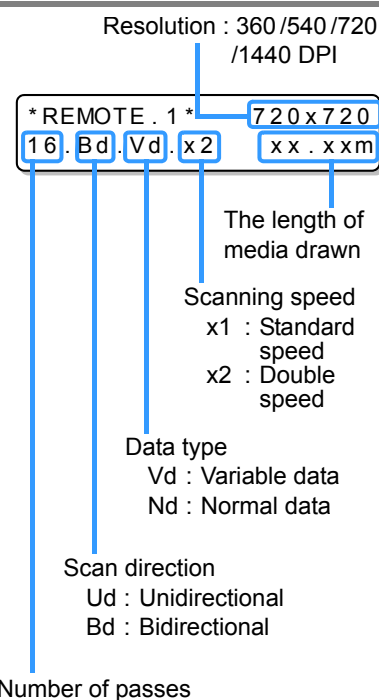 Resolution : 360 /540 /720
/1440 DPI
* REMOTE . 1 * 720x720
16 . Bd . Vd . x2 xx . xxm
The length of
media drawn
Scanning speed
x1 : Standard
speed
x2 : Double
speed
Data type
Vd : Variable data
Nd : Normal data
Scan direction
Ud : Unidirectional
Bd : Bidirectional
Number of passes